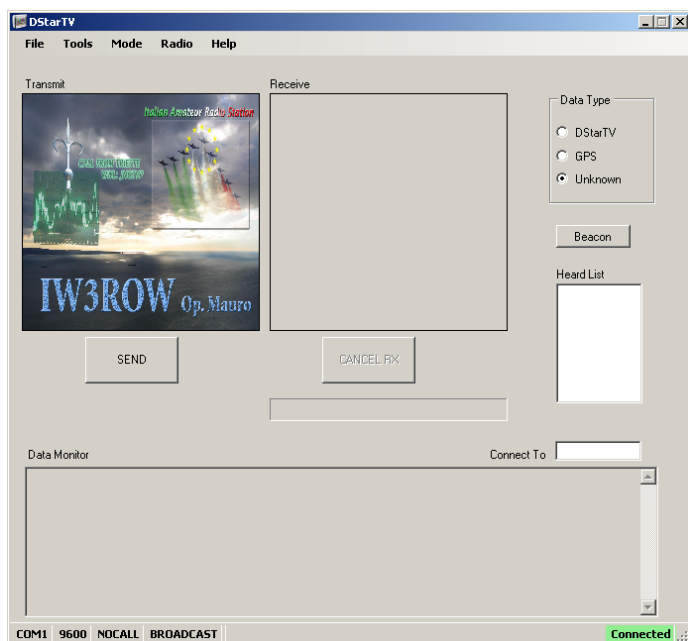 DStarTV
File Tools Mode Radio Help
Transmit
Receive
Data Type
DStarTV
GPS
Unknown
Italian Amateur Radio Station
IW3ROW Op. Mauro
SEND
CANCEL RX
Beacon
Heard List
Data Monitor
Connect To
COM1 9600 NOCALL BROADCAST
Connected